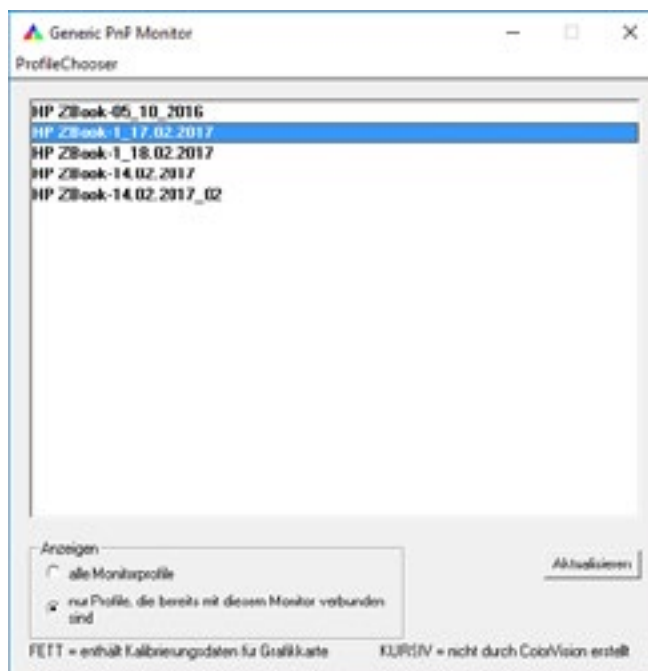 Generic PnP Monitor
ProfileChooser
HP ZBook-05_10_2016
HP ZBook-1_17.02.2017
HP ZBook-1_18.02.2017
HP ZBook-14.02.2017
HP ZBook-14.02.2017_02
Anzeigen
alle Monitorprofile
nur Profile, die bereits mit diesem Monitor verbunden
sind
Aktualisieren
FETT = enthält Kalibrierungsdaten für Grafikkarte KURSIV = nicht durch ColorVision erstellt